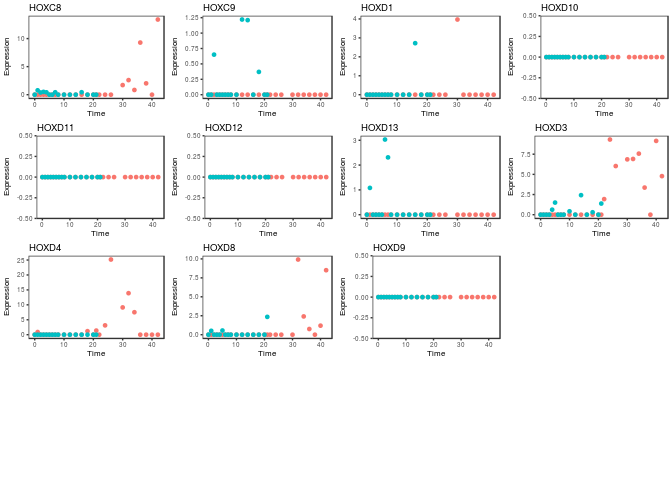 HOXC8 HOXC9 HOXD1 HOXD10
Expression Expression Expression Expression
10 5 0 1.25 1.00 0.75 0.50 0.25 0.00 4 3 2 1 0 0.50 0.25 0.00 -0.25 -0.50
0 10 20 30 40 0 10 20 30 40 0 10 20 30 40 0 10 20 30 40
Time Time Time Time
HOXD11 HOXD12 HOXD13 HOXD3
Expression Expression Expression Expression
0.50 0.25 0.00 -0.25 -0.50 0.50 0.25 0.00 -0.25 -0.50 3 2 1 0 7.5 5.0 2.5 0.0
0 10 20 30 40 0 10 20 30 40 0 10 20 30 40 0 10 20 30 40
Time Time Time Time
HOXD4 HOXD8 HOXD9
Expression Expression Expression
25 20 15 10 5 0 10.0 7.5 5.0 2.5 0.0 0.50 0.25 0.00 -0.25 -0.50
0 10 20 30 40 0 10 20 30 40 0 10 20 30 40
Time Time Time